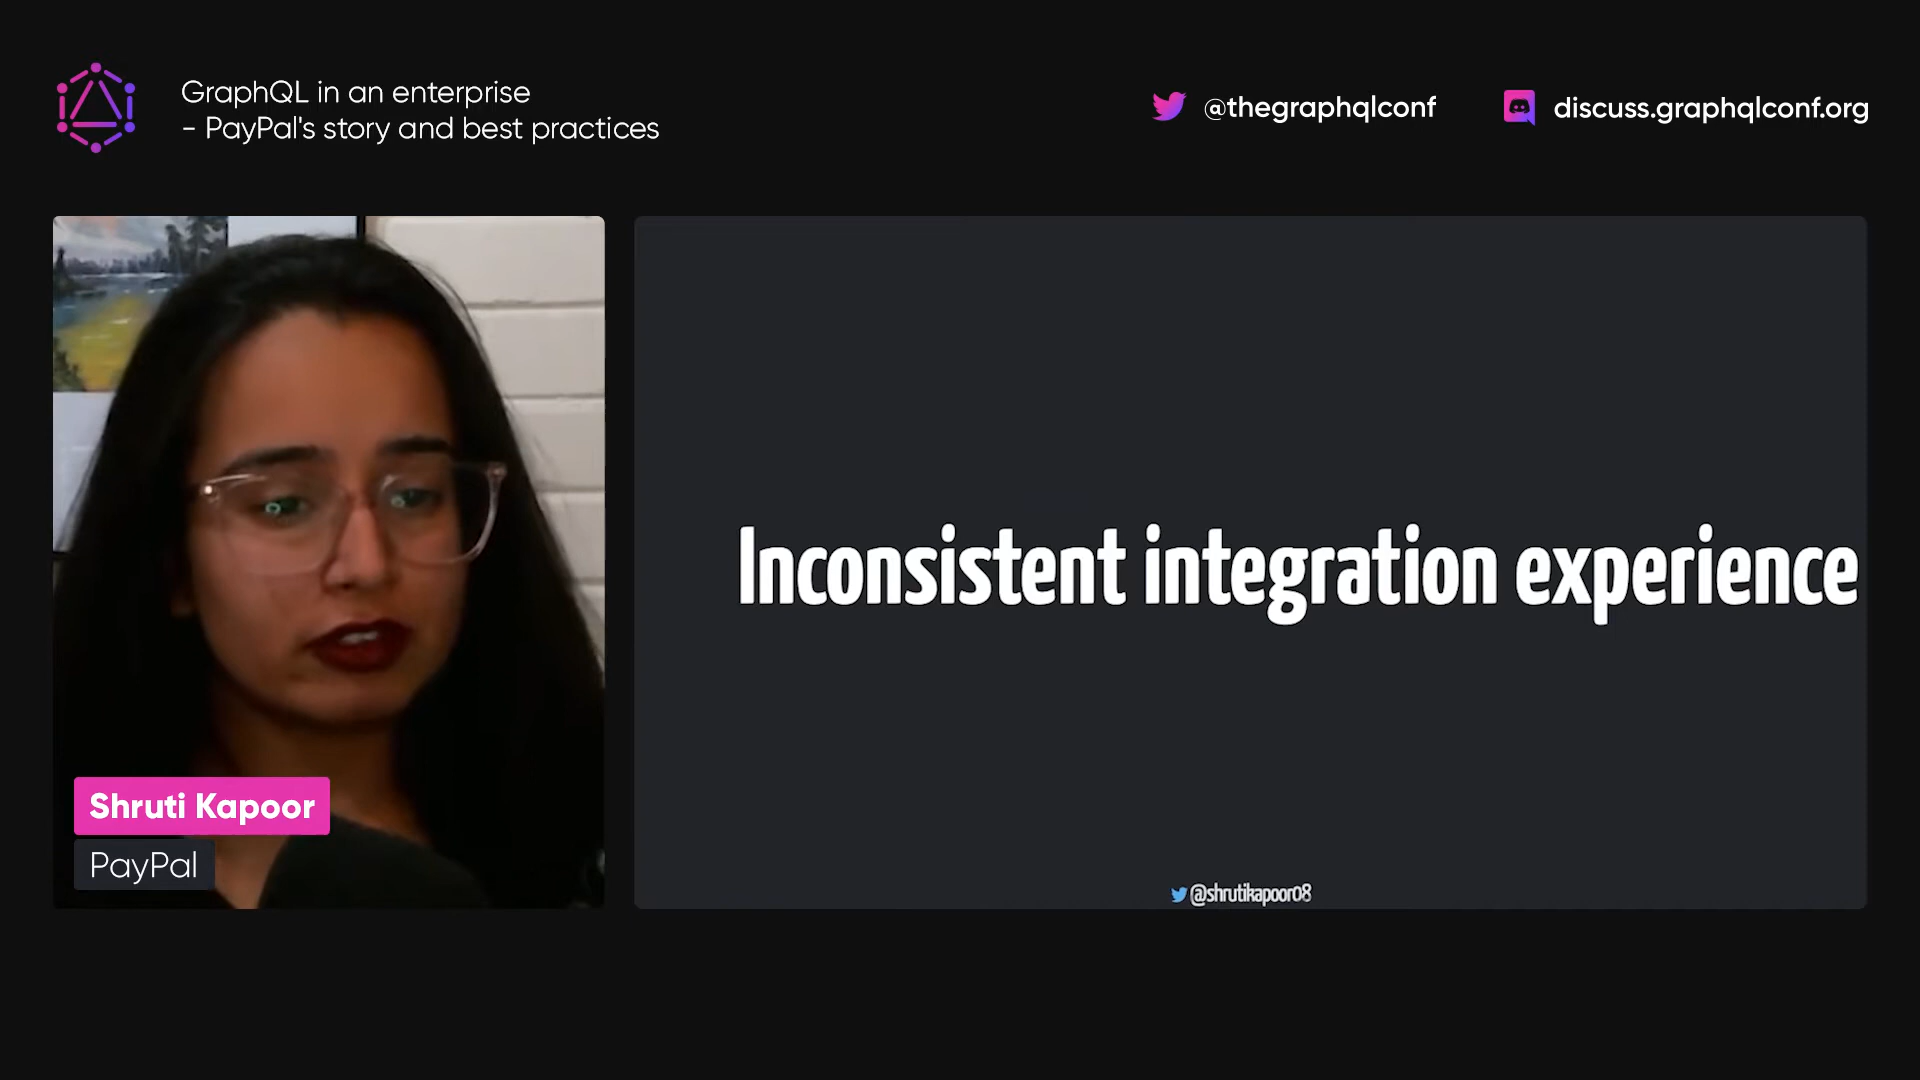 GraphQL in an enterprise
- PayPal's story and best practices
@thegraphqlconf
discuss.graphqlconf.org
Inconsistent integration experience
Shruti Kapoor
PayPal
@shrutikapoor08